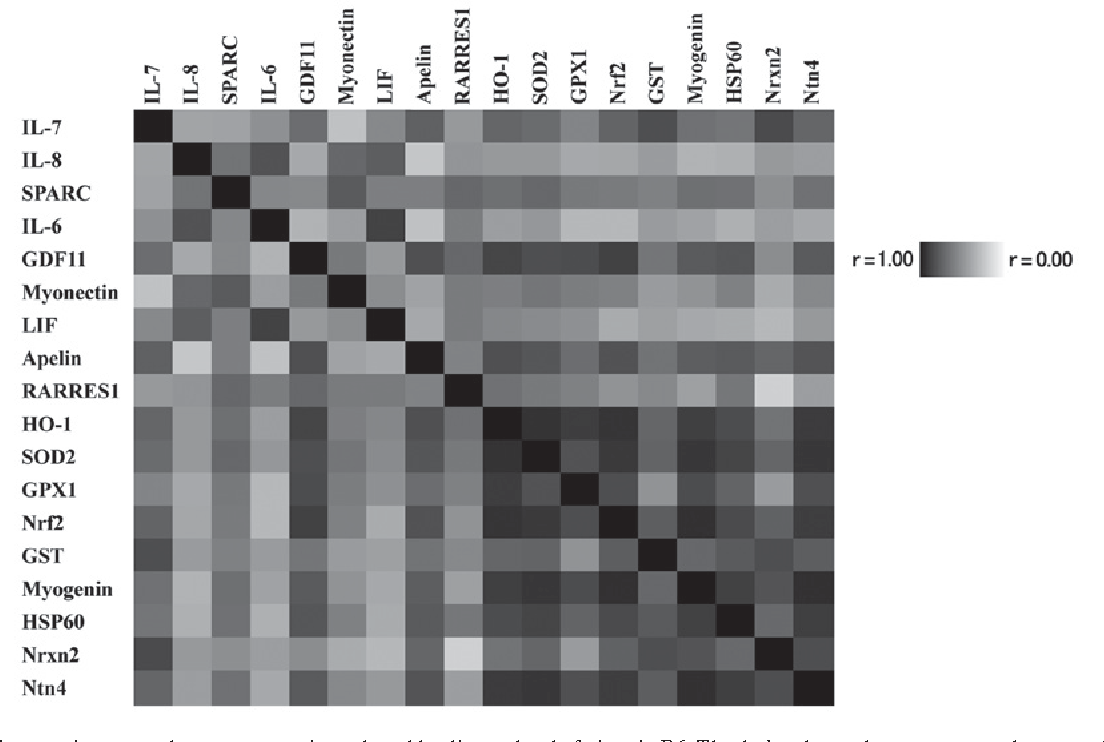 IL-7
IL-8
SPARC
IL-6
GDF11
Myonectin
LIF
Apelin
RARRES1
HO-1
SOD2
GPX1
Nrf2
GST
Myogenin
HSP60
Nrxn2
Ntn4
IL-7
IL-8
SPARC
IL-6
GDF11
Myonectin
LIF
Apelin
RARRES1
HO-1
SOD2
GPX1
Nrf2
GST
Myogenin
HSP60
Nrxn2
Ntn4
r=1.00 r=0.00